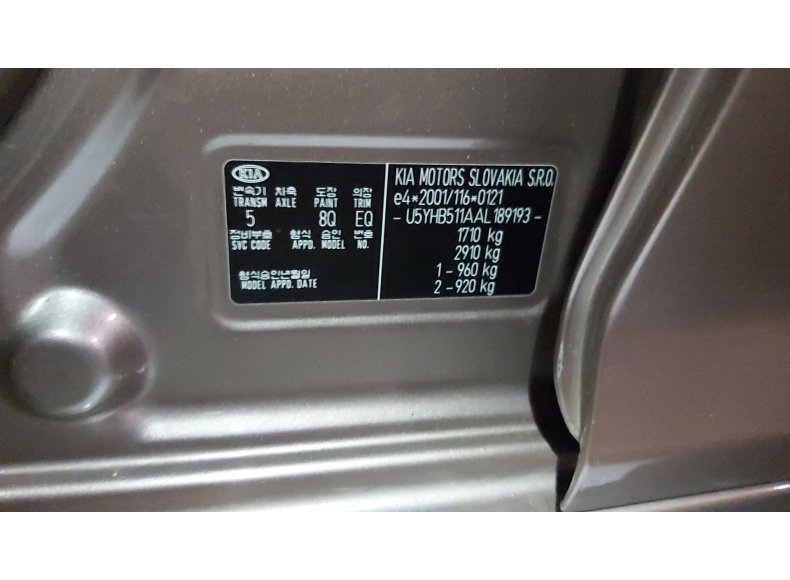 KIA
변속기 차축 도장 의장
TRANSM AXLE PAINT TRIM
5 8Q EQ
정비부호 형식 승인 번호
SVC CODE APPD. MODEL NO.
형식승인년월일
MODEL APPD. DATE
KIA MOTORS SLOVAKIA S.R.O.
e4*2001/116*0121
- U5YHB511AAL189193 -
1710 kg
2910 kg
1 - 960 kg
2 - 920 kg